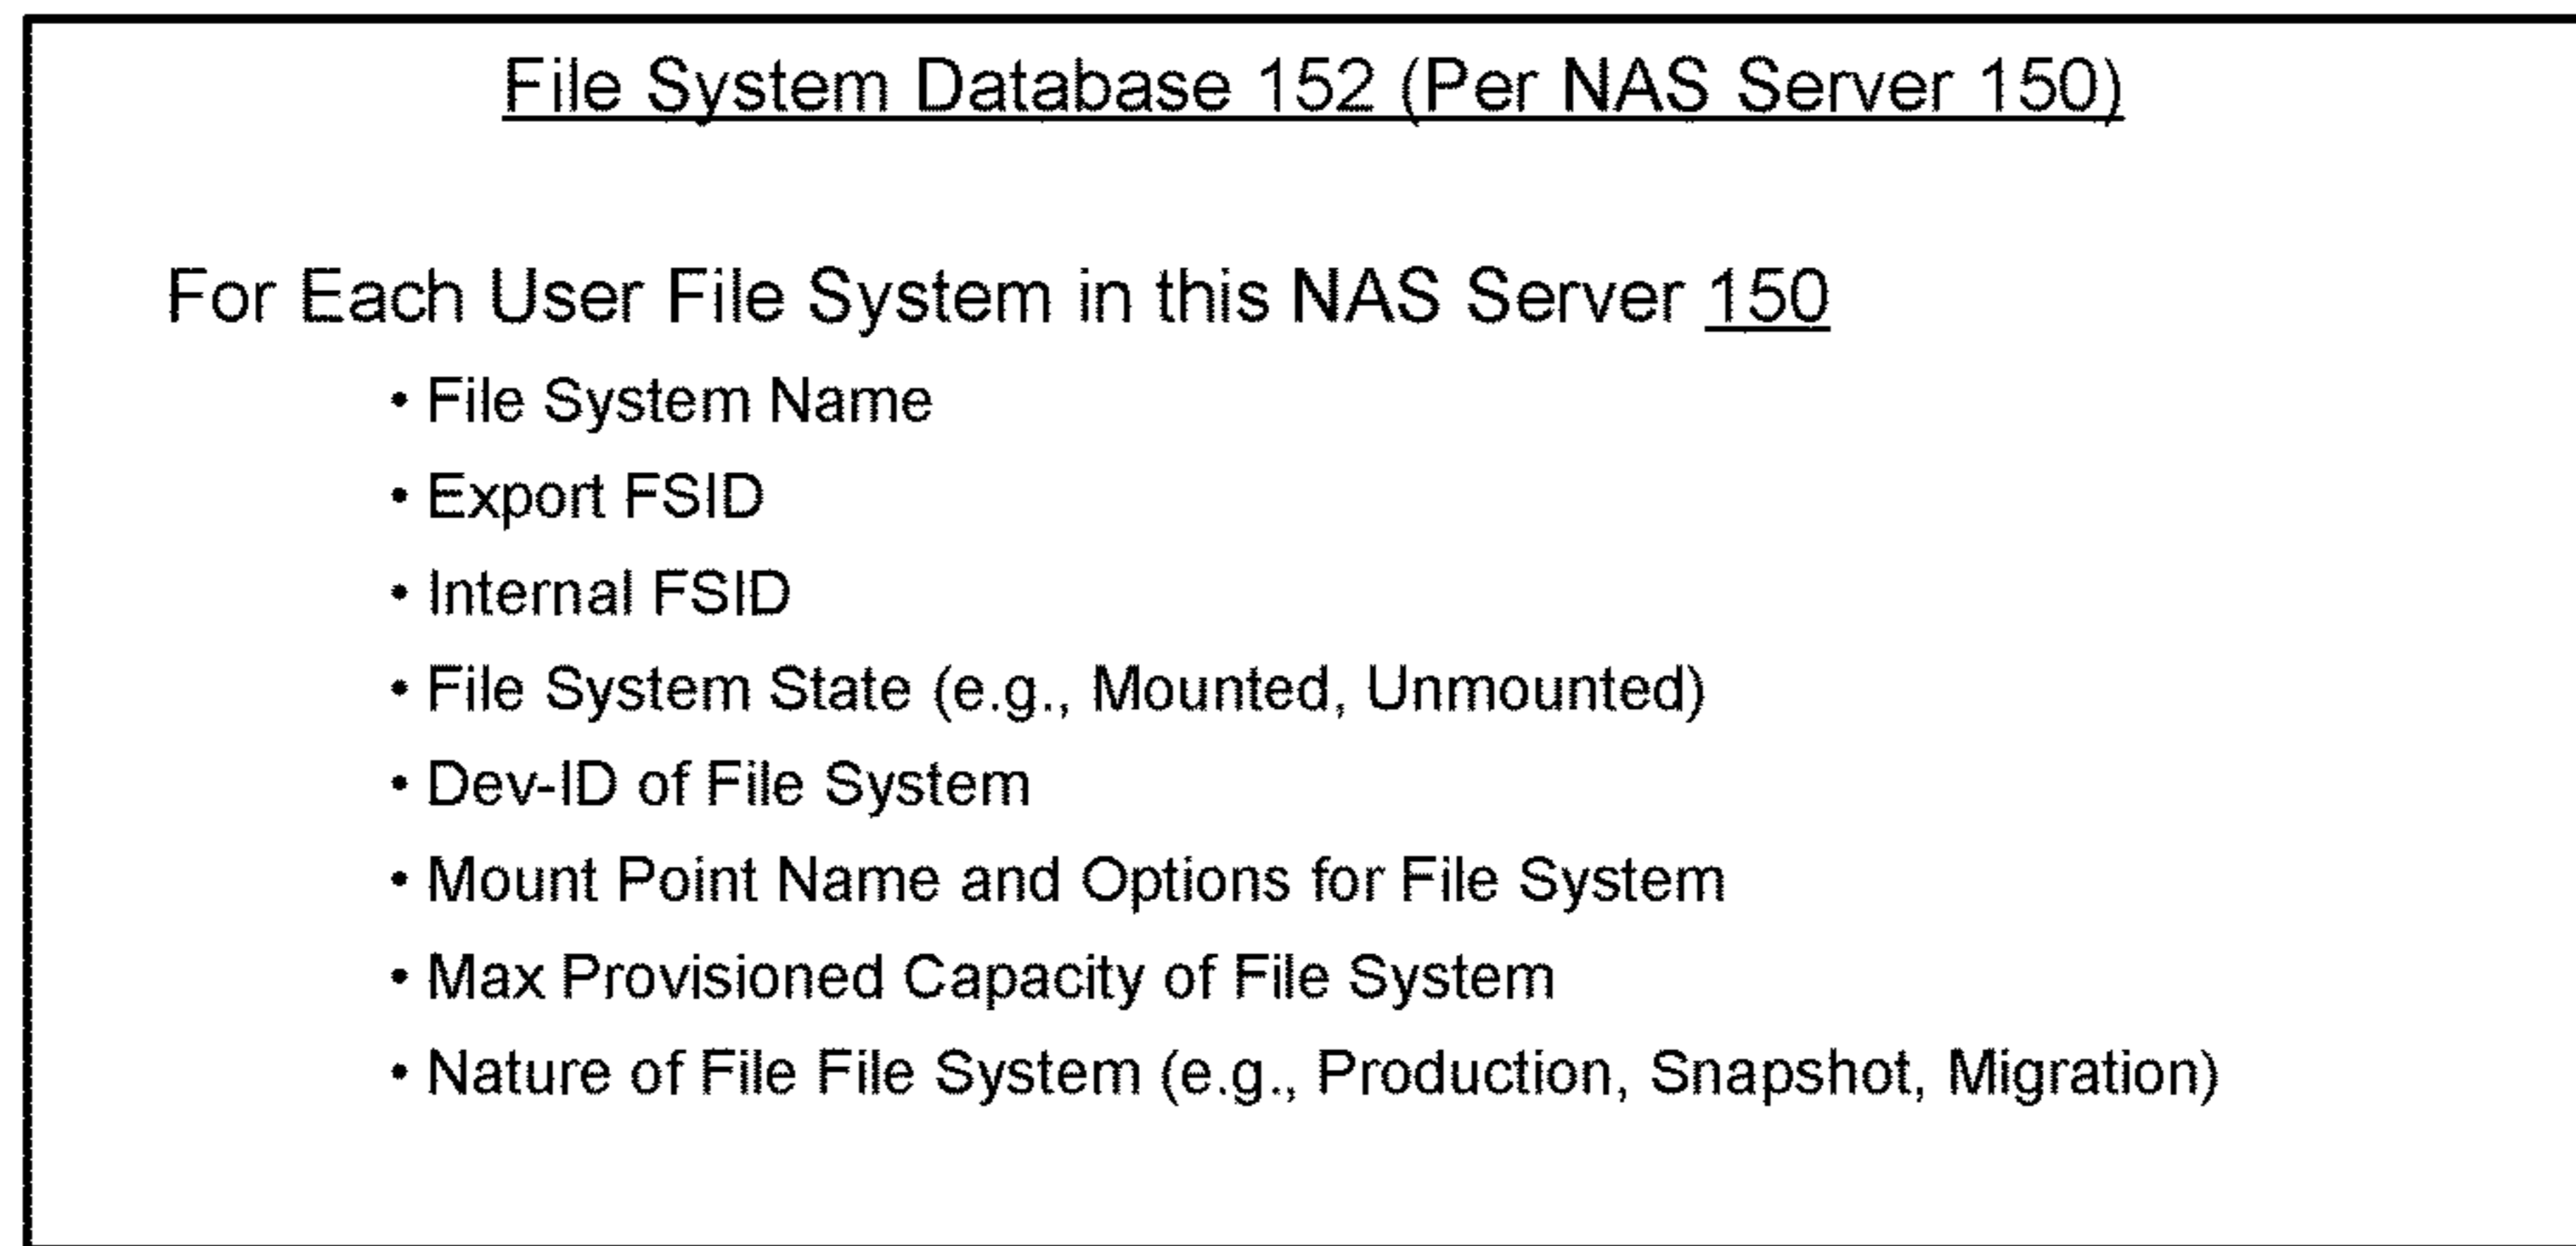 File System Database 152 (Per NAS Server 150)
For Each User File System in this NAS Server 150
• File System Name
• Export FSID
• Internal FSID
• File System State (e.g., Mounted, Unmounted)
• Dev-ID of File System
• Mount Point Name and Options for File System
• Max Provisioned Capacity of File System
• Nature of File File System (e.g., Production, Snapshot, Migration)